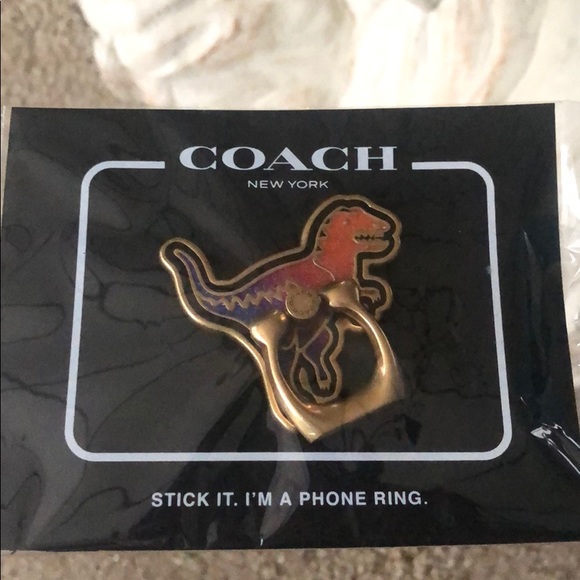 COACH
NEW YORK
STICK IT. I'M A PHONE RING.